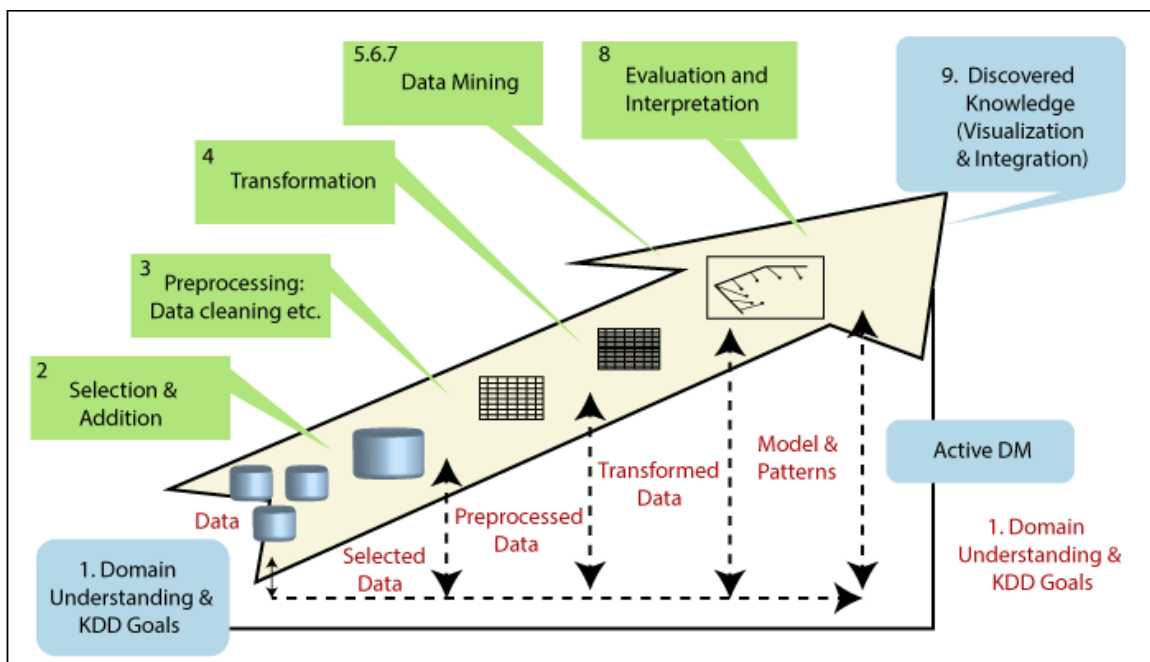 5.6.7
Data Mining
8
Evaluation and
Interpretation
9. Discovered
Knowledge
(Visualization
& Integration)
4
Transformation
3
Preprocessing:
Data cleaning etc.
2
Selection &
Addition
Data
Selected
Data
Preprocessed
Data
Transformed
Data
Model &
Patterns
Active DM
1. Domain
Understanding &
KDD Goals
1. Domain
Understanding &
KDD Goals